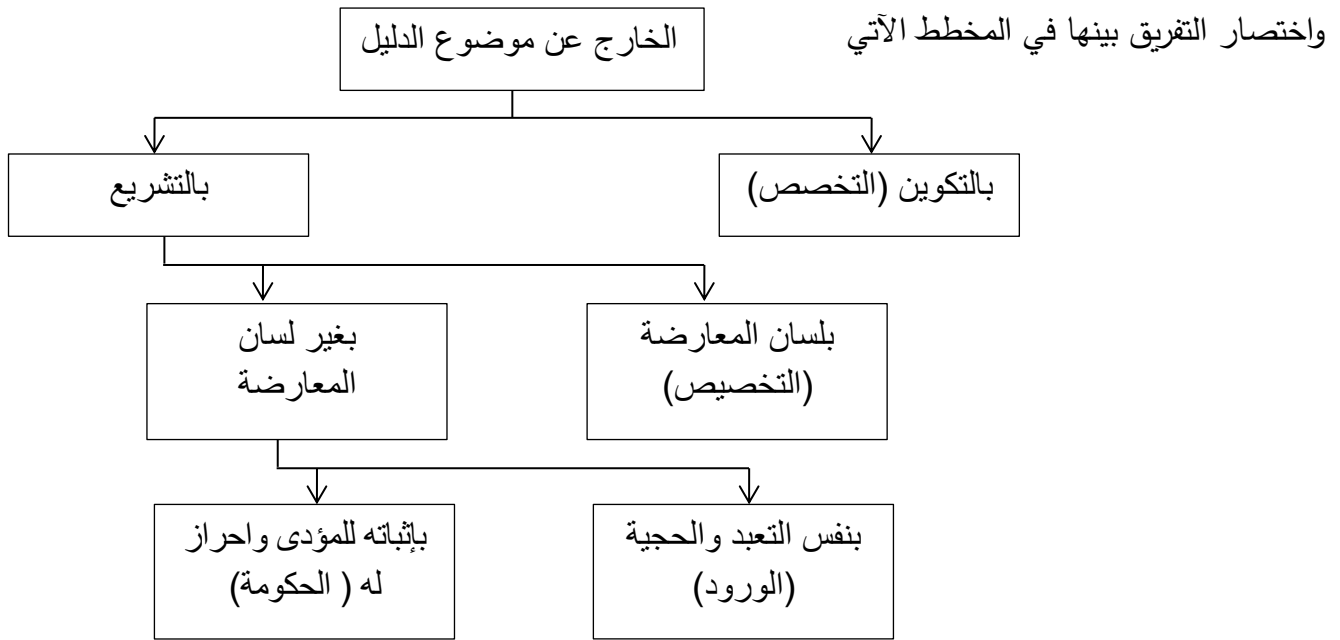 واختصار التفريق بينها في المخطط الآتي
الخارج عن موضوع الدليل
بالتكوين (التخصص)
بالتشريع
بلسان المعارضة
(التخصيص)
بغير لسان
المعارضة
بنفس التعبد والحجية
(الورود)
بإثباته للمؤدى واحراز
له ( الحكومة)